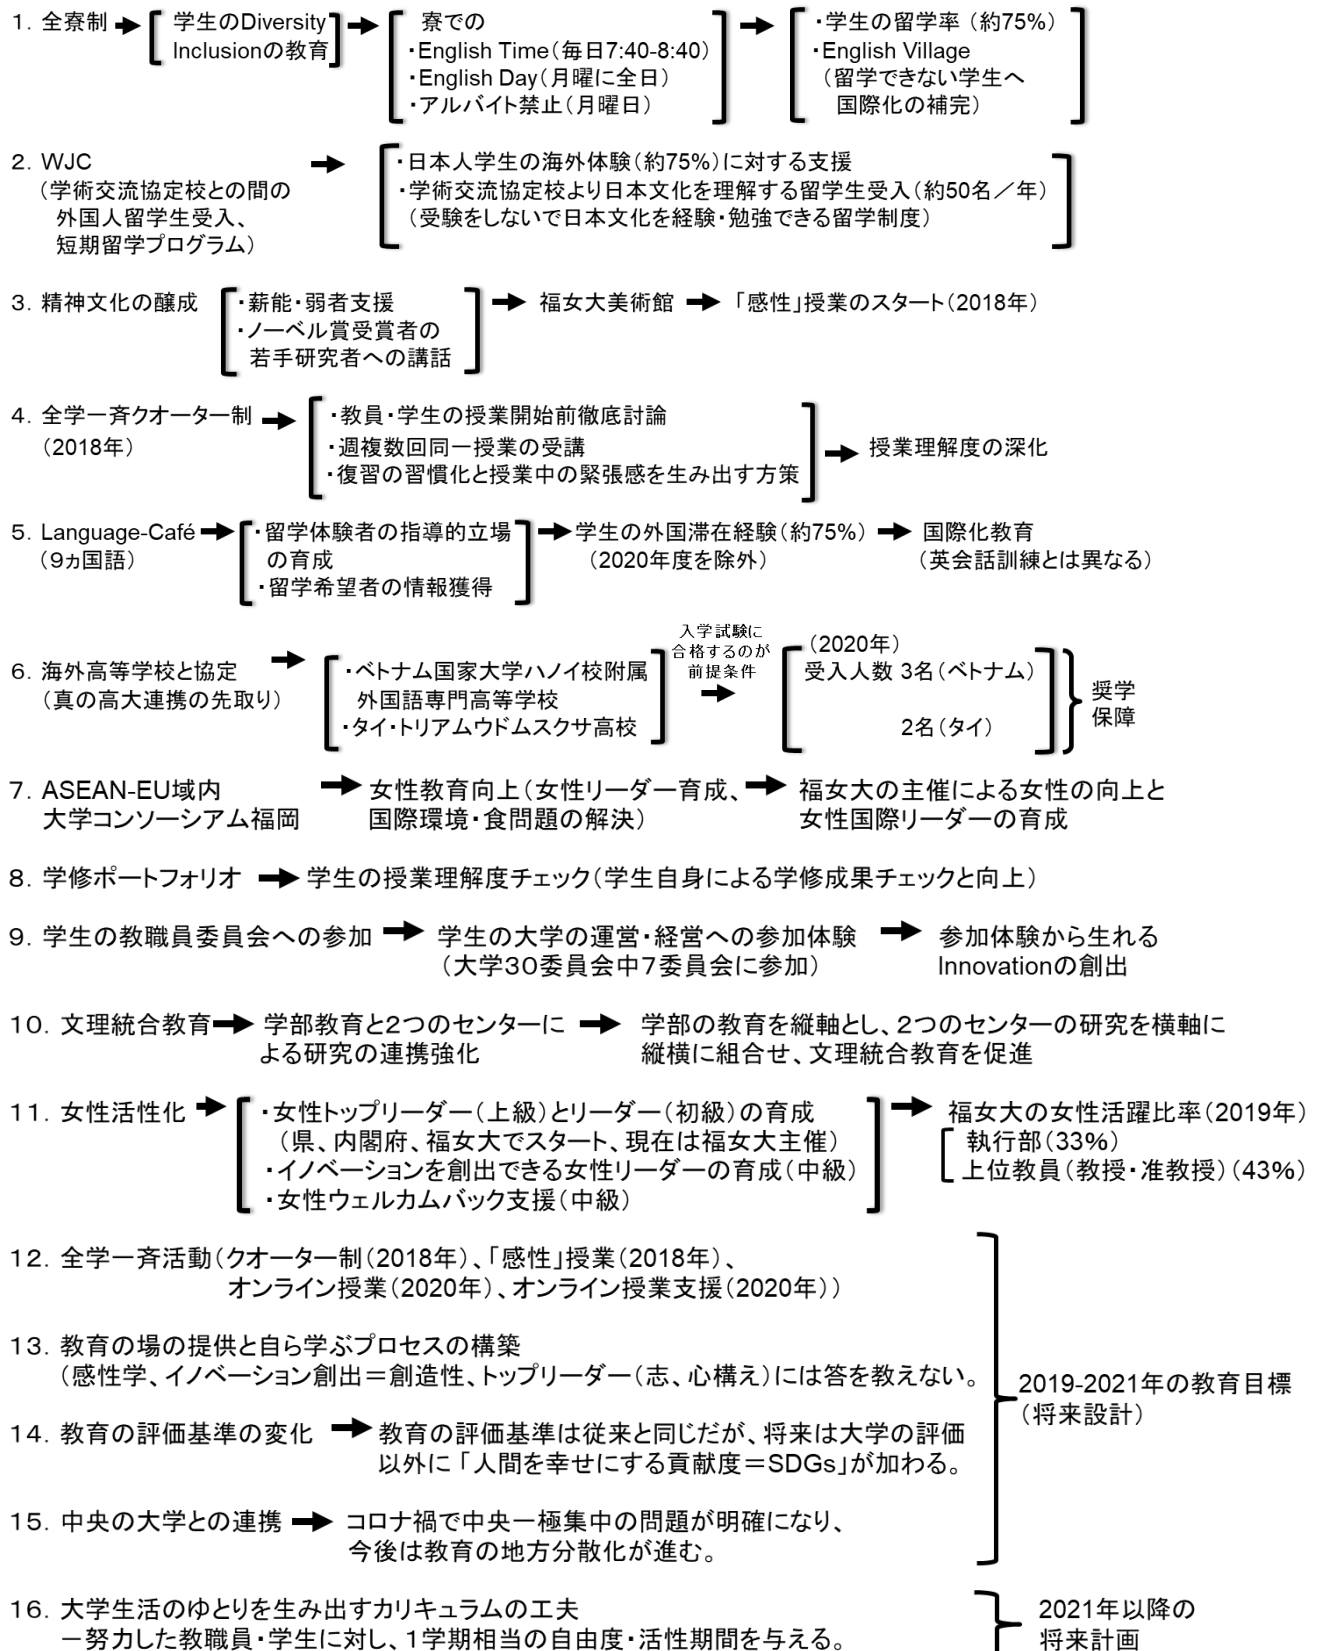 1. 全寮制 → 学生のDiversity Inclusionの教育 → 寮での
・English Time(毎日7:40-8:40)
・English Day(月曜に全日)
・アルバイト禁止(月曜日)
→ ・学生の留学率 (約75%)
・English Village
(留学できない学生へ
国際化の補完)
2. WJC
(学術交流協定校との間の
外国人留学生受入、
短期留学プログラム)
→ ・日本人学生の海外体験(約75%)に対する支援
・学術交流協定校より日本文化を理解する留学生受入(約50名／年)
(受験をしないで日本文化を経験・勉強できる留学制度)
3. 精神文化の醸成
・薪能・弱者支援
・ノーベル賞受賞者の
若手研究者への講話
→ 福女大美術館 → 「感性」授業のスタート(2018年)
4. 全学一斉クオーター制
(2018年)
→ ・教員・学生の授業開始前徹底討論
・週複数回同一授業の受講
・復習の習慣化と授業中の緊張感を生み出す方策
→ 授業理解度の深化
5. Language-Café
(9ヵ国語)
→ ・留学体験者の指導的立場
の育成
・留学希望者の情報獲得
→ 学生の外国滞在経験(約75%)
(2020年度を除外)
→ 国際化教育
(英会話訓練とは異なる)
6. 海外高等学校と協定
(真の高大連携の先取り)
→ ・ベトナム国家大学ハノイ校附属
外国語専門高等学校
・タイ・トリアムウドムスクサ高校
入学試験に
合格するのが
前提条件
→ (2020年)
受入人数 3名(ベトナム)
2名(タイ)
奨学
保障
7. ASEAN-EU域内
大学コンソーシアム福岡
→ 女性教育向上(女性リーダー育成、
国際環境・食問題の解決)
→ 福女大の主催による女性の向上と
女性国際リーダーの育成
8. 学修ポートフォリオ → 学生の授業理解度チェック(学生自身による学修成果チェックと向上)
9. 学生の教職員委員会への参加 → 学生の大学の運営・経営への参加体験
(大学30委員会中7委員会に参加)
→ 参加体験から生れる
Innovationの創出
10. 文理統合教育 → 学部教育と2つのセンターに
よる研究の連携強化
→ 学部の教育を縦軸とし、2つのセンターの研究を横軸に
縦横に組合せ、文理統合教育を促進
11. 女性活性化 → ・女性トップリーダー(上級)とリーダー(初級)の育成
(県、内閣府、福女大でスタート、現在は福女大主催)
・イノベーションを創出できる女性リーダーの育成(中級)
・女性ウェルカムバック支援(中級)
→ 福女大の女性活躍比率(2019年)
執行部(33%)
上位教員(教授・准教授)(43%)
12. 全学一斉活動(クオーター制(2018年)、「感性」授業(2018年)、
オンライン授業(2020年)、オンライン授業支援(2020年))
13. 教育の場の提供と自ら学ぶプロセスの構築
(感性学、イノベーション創出＝創造性、トップリーダー(志、心構え)には答を教えない。
14. 教育の評価基準の変化 → 教育の評価基準は従来と同じだが、将来は大学の評価
以外に「人間を幸せにする貢献度＝SDGs」が加わる。
15. 中央の大学との連携 → コロナ禍で中央一極集中の問題が明確になり、
今後は教育の地方分散化が進む。
2019-2021年の教育目標
(将来設計)
16. 大学生活のゆとりを生み出すカリキュラムの工夫
－努力した教職員・学生に対し、1学期相当の自由度・活性期間を与える。
2021年以降の
将来計画